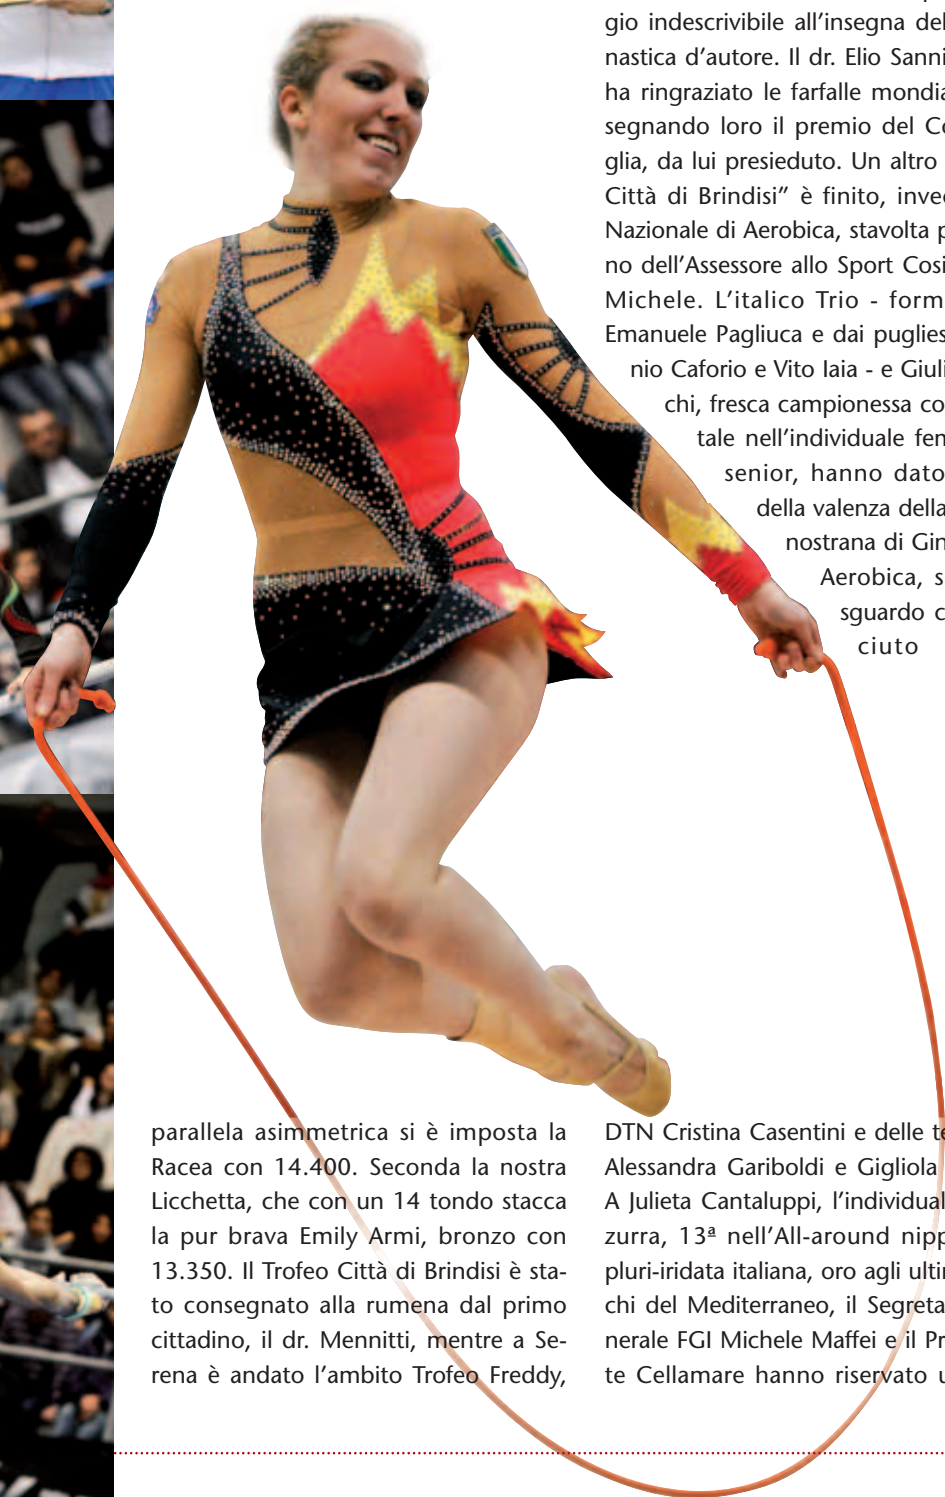 parallela asimmetrica si è imposta la
Racea con 14.400. Seconda la nostra
Licchetta, che con un 14 tondo stacca
la pur brava Emily Armi, bronzo con
13.350. Il Trofeo Città di Brindisi è sta-
to consegnato alla rumena dal primo
cittadino, il dr. Mennitti, mentre a Se-
rena è andato l’ambito Trofeo Freddy,
gio indescrivibile all’insegna del
nastica d’autore. Il dr. Elio Sanni
ha ringraziato le farfalle mondia
segnando loro il premio del Co
glia, da lui presieduto. Un altro
Città di Brindisi” è finito, invec
Nazionale di Aerobica, stavolta p
no dell’Assessore allo Sport Cosi
Michele. L’italico Trio - form
Emanuele Pagliuca e dai puglies
nio Caforio e Vito Iaia - e Giuli
chi, fresca campionessa co
tale nell’individuale fen
senior, hanno dato
della valenza della
nostrana di Gin
Aerobica, s
sguardo c
ciuto
DTN Cristina Casentini e delle te
Alessandra Gariboldi e Gigliola
A Julieta Cantaluppi, l’individual
zurra, 13ª nell’All-around nipp
pluri-iridata italiana, oro agli ultin
chi del Mediterraneo, il Segreta
nerale FGI Michele Maffei e il Pr
te Cellamare hanno riservato u